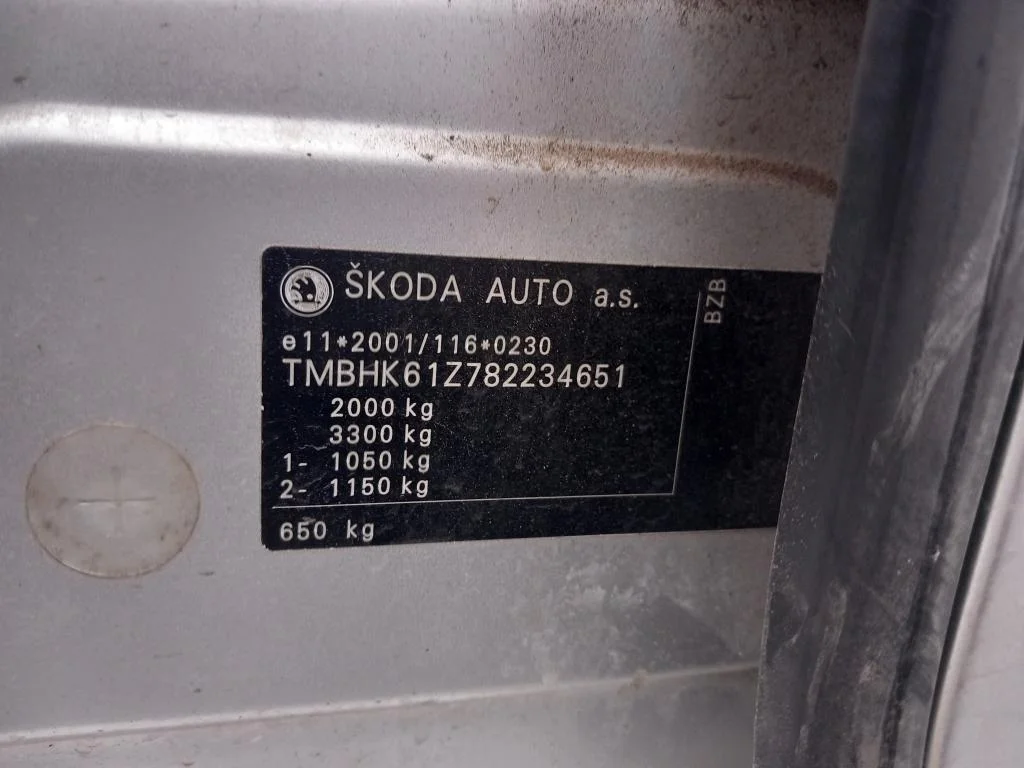 ŠKODA AUTO a.s.
BZB
e11*2001/116*0230
TMBHK61Z782234651
2000 kg
3300 kg
1- 1050 kg
2- 1150 kg
650 kg